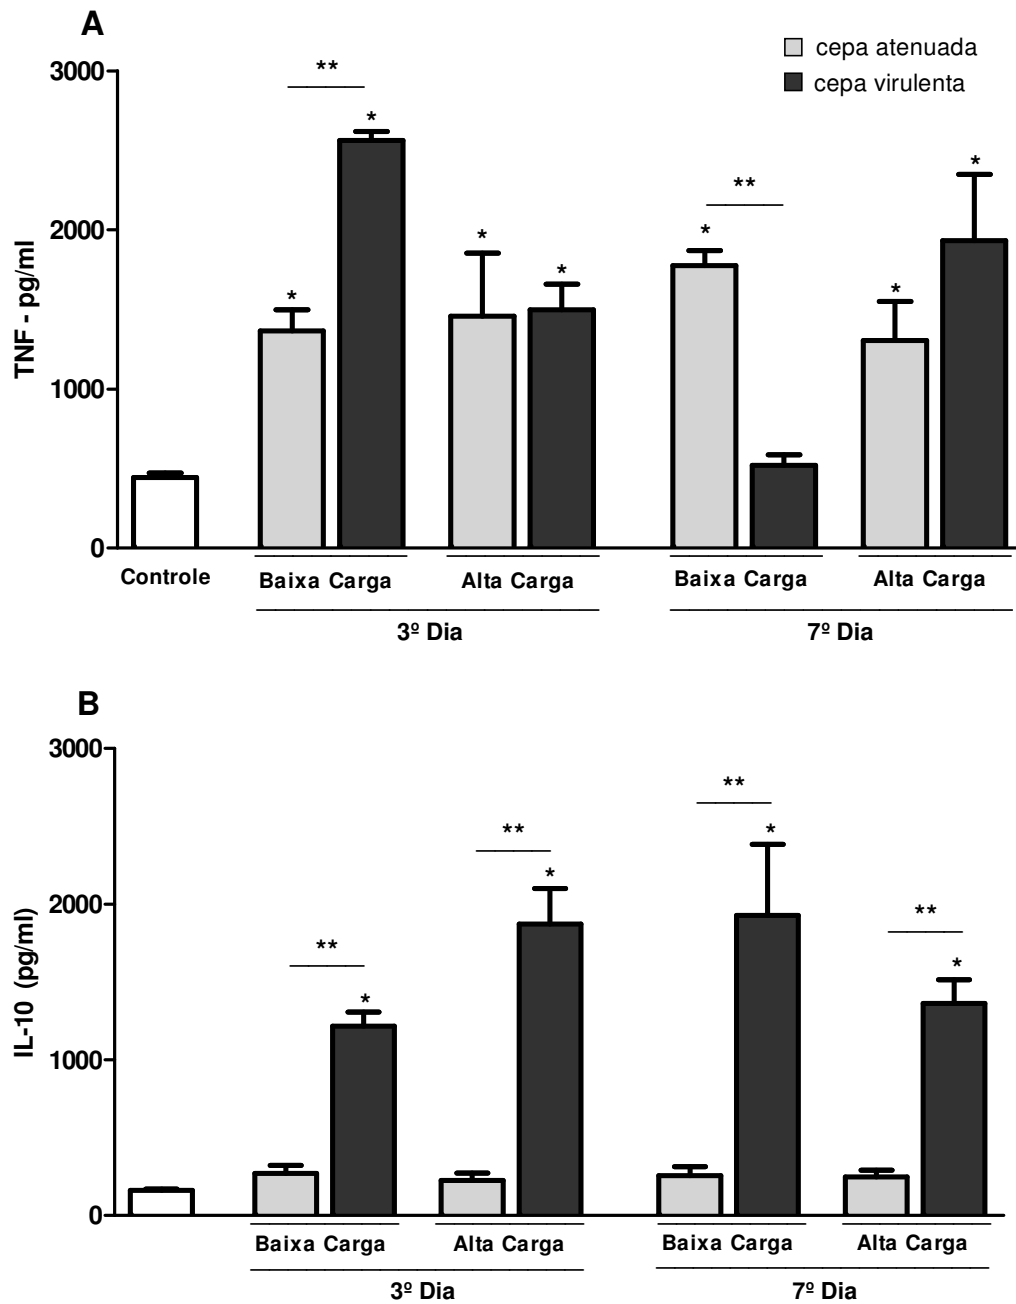 A
cepa atenuada
cepa virulenta
TNF - pg/ml
3000
2000
1000
0
**
*
*
*
*
**
*
*
*
Controle
Baixa Carga
Alta Carga
Baixa Carga
Alta Carga
3º Dia
7º Dia
B
IL-10 (pg/ml)
3000
2000
1000
0
**
*
**
*
**
*
**
*
Baixa Carga
Alta Carga
Baixa Carga
Alta Carga
3º Dia
7º Dia